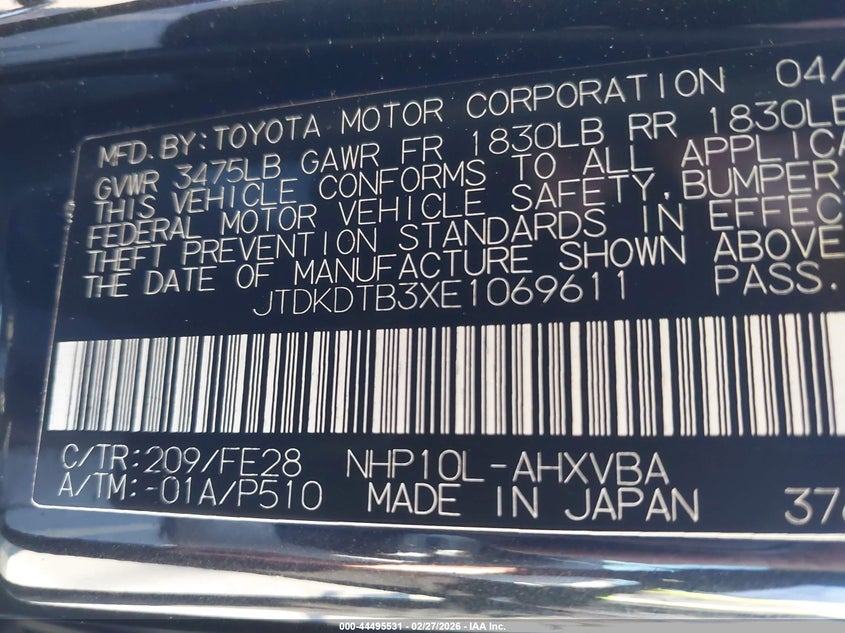 MFD. BY: TOYOTA MOTOR CORPORATION 04/
GVWR 3475LB GAWR FR 1830LB RR 1830LB
THIS VEHICLE CONFORMS TO ALL APPLICA
FEDERAL MOTOR VEHICLE SAFETY, BUMPER,
THEFT PREVENTION STANDARDS IN EFFEC
THE DATE OF MANUFACTURE SHOWN ABOVE
JTDKDTB3XE1069611 PASS.
C/TR: 209/FE28 NHP10L-AHXVBA
A/TM: -01A/P510 MADE IN JAPAN 376
000-44495531 - 02/27/2026 - IAA Inc.